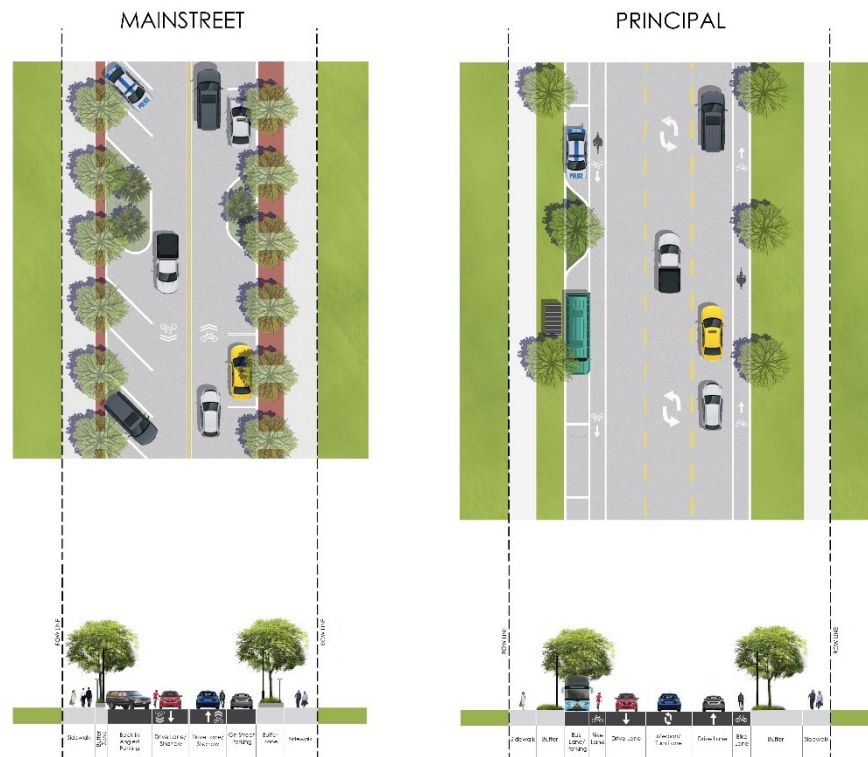 MAINSTREET
PRINCIPAL
POLICE
POLICE
ROW LINE
ROW LINE
ROW LINE
ROW LINE
Sidewalk
Buffer
Zone
Back In
Angled
Parking
Drive Lane/
Sharrow
Drive Lane/
Sharrow
On Street
Parking
Buffer
Zone
Sidewalk
Sidewalk
Buffer
Bus
Lane/
Parking
Bike
Lane
Drive Lane
Median/
Turn Lane
Drive Lane
Bike
Lane
Buffer
Sidewalk